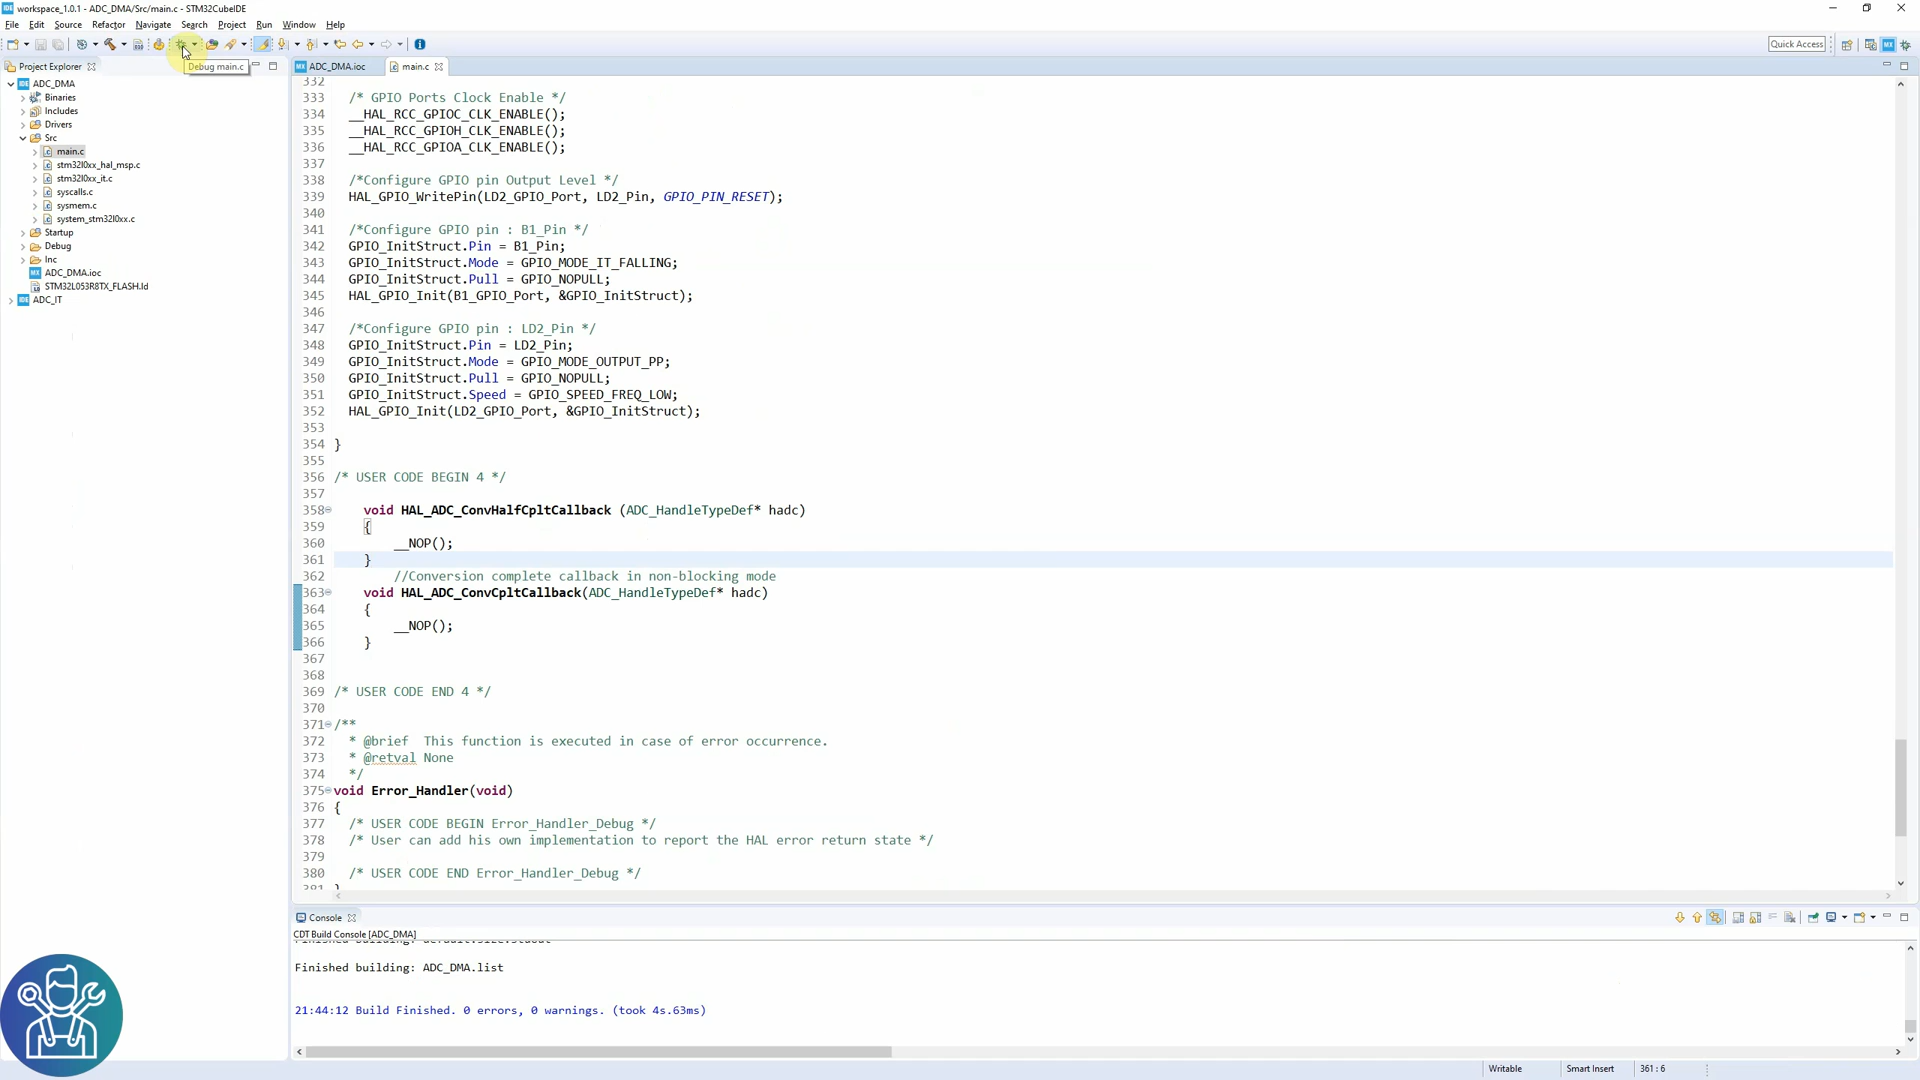 workspace_1.0.1 - ADC_DMA/Src/main.c - STM32CubeIDE
File Edit Source Refactor Navigate Search Project Run Window Help
Quick Access
Debug main.c
Project Explorer
ADC_DMA
Binaries
Includes
Drivers
Src
main.c
stm32l0xx_hal_msp.c
stm32l0xx_it.c
syscalls.c
sysmem.c
system_stm32l0xx.c
Startup
Debug
Inc
ADC_DMA.ioc
STM32L053R8TX_FLASH.ld
ADC_IT
ADC_DMA.ioc main.c
332
333 /* GPIO Ports Clock Enable */
334 __HAL_RCC_GPIOC_CLK_ENABLE();
335 __HAL_RCC_GPIOH_CLK_ENABLE();
336 __HAL_RCC_GPIOA_CLK_ENABLE();
337
338 /*Configure GPIO pin Output Level */
339 HAL_GPIO_WritePin(LD2_GPIO_Port, LD2_Pin, GPIO_PIN_RESET);
340
341 /*Configure GPIO pin : B1_Pin */
342 GPIO_InitStruct.Pin = B1_Pin;
343 GPIO_InitStruct.Mode = GPIO_MODE_IT_FALLING;
344 GPIO_InitStruct.Pull = GPIO_NOPULL;
345 HAL_GPIO_Init(B1_GPIO_Port, &GPIO_InitStruct);
346
347 /*Configure GPIO pin : LD2_Pin */
348 GPIO_InitStruct.Pin = LD2_Pin;
349 GPIO_InitStruct.Mode = GPIO_MODE_OUTPUT_PP;
350 GPIO_InitStruct.Pull = GPIO_NOPULL;
351 GPIO_InitStruct.Speed = GPIO_SPEED_FREQ_LOW;
352 HAL_GPIO_Init(LD2_GPIO_Port, &GPIO_InitStruct);
353
354 }
355
356 /* USER CODE BEGIN 4 */
357
358 void HAL_ADC_ConvHalfCpltCallback (ADC_HandleTypeDef* hadc)
359 {
360 __NOP();
361 }
362 //Conversion complete callback in non-blocking mode
363 void HAL_ADC_ConvCpltCallback(ADC_HandleTypeDef* hadc)
364 {
365 __NOP();
366 }
367
368
369 /* USER CODE END 4 */
370
371 /**
372 * @brief This function is executed in case of error occurrence.
373 * @retval None
374 */
375 void Error_Handler(void)
376 {
377 /* USER CODE BEGIN Error_Handler_Debug */
378 /* User can add his own implementation to report the HAL error return state */
379
380 /* USER CODE END Error_Handler_Debug */
381 }
Console
CDT Build Console [ADC_DMA]
Finished building: default.size.stdout
Finished building: ADC_DMA.list
21:44:12 Build Finished. 0 errors, 0 warnings. (took 4s.63ms)
Writable Smart Insert 361 : 6